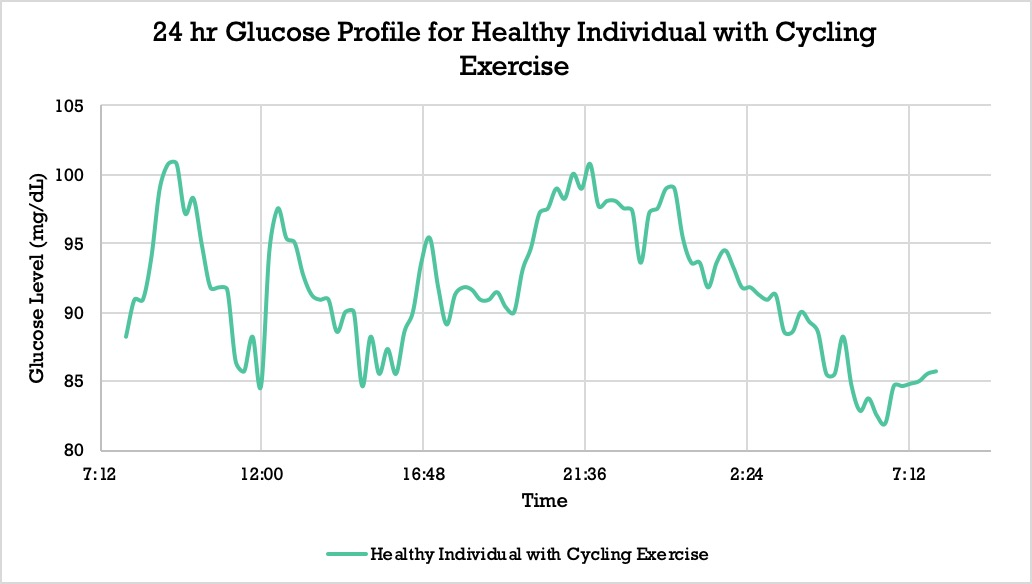 24 hr Glucose Profile for Healthy Individual with Cycling
Exercise
Glucose Level (mg/dL)
105
100
95
90
85
80
7:12 12:00 16:48 21:36 2:24 7:12
Time
Healthy Individual with Cycling Exercise